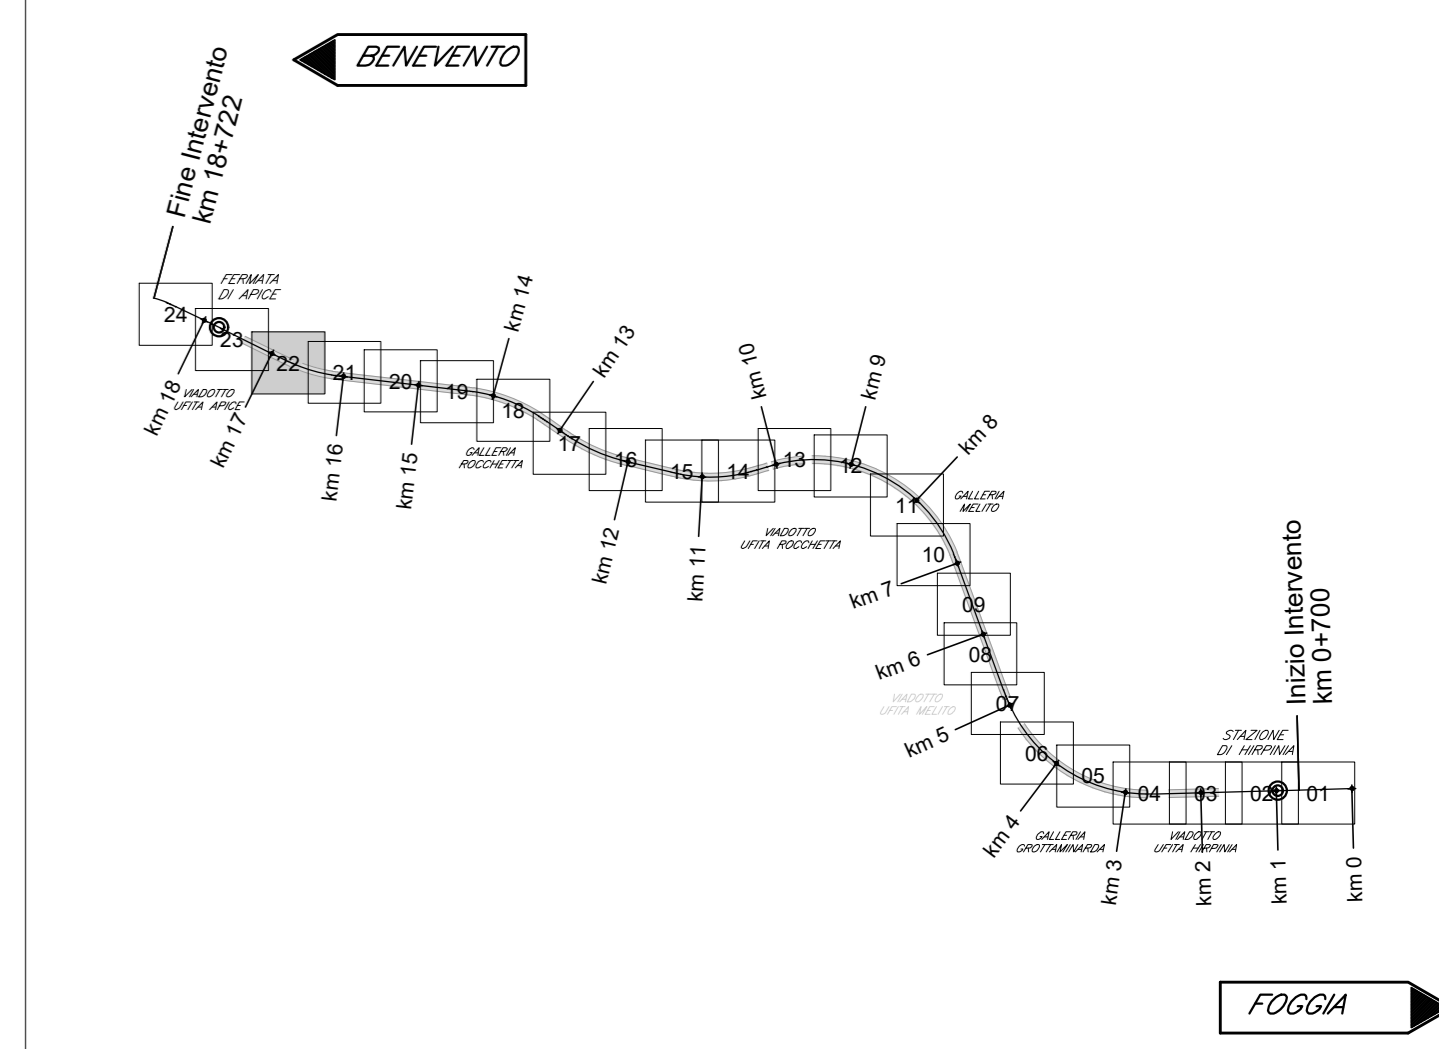 BENEVENTO
Fine Intervento
km 18+722
FERMATA
DI APICE
24
23
22
21
20
19
18
17
16
15
14
13
12
11
10
09
08
07
06
05
04
03
02
01
km 18
VIADOTTO
UFITA APICE
km 17
km 16
km 15
km 14
GALLERIA
ROCCHETTA
km 13
km 12
km 11
km 10
VIADOTTO
UFITA ROCCHETTA
km 9
km 8
GALLERIA
MELITO
km 7
km 6
VIADOTTO
UFITA MELITO
km 5
km 4
GALLERIA
GROTTAMINARDA
km 3
VIADOTTO
UFITA HIRPINIA
km 2
STAZIONE
DI HIRPINIA
km 1
Inizio Intervento
km 0+700
km 0
FOGGIA